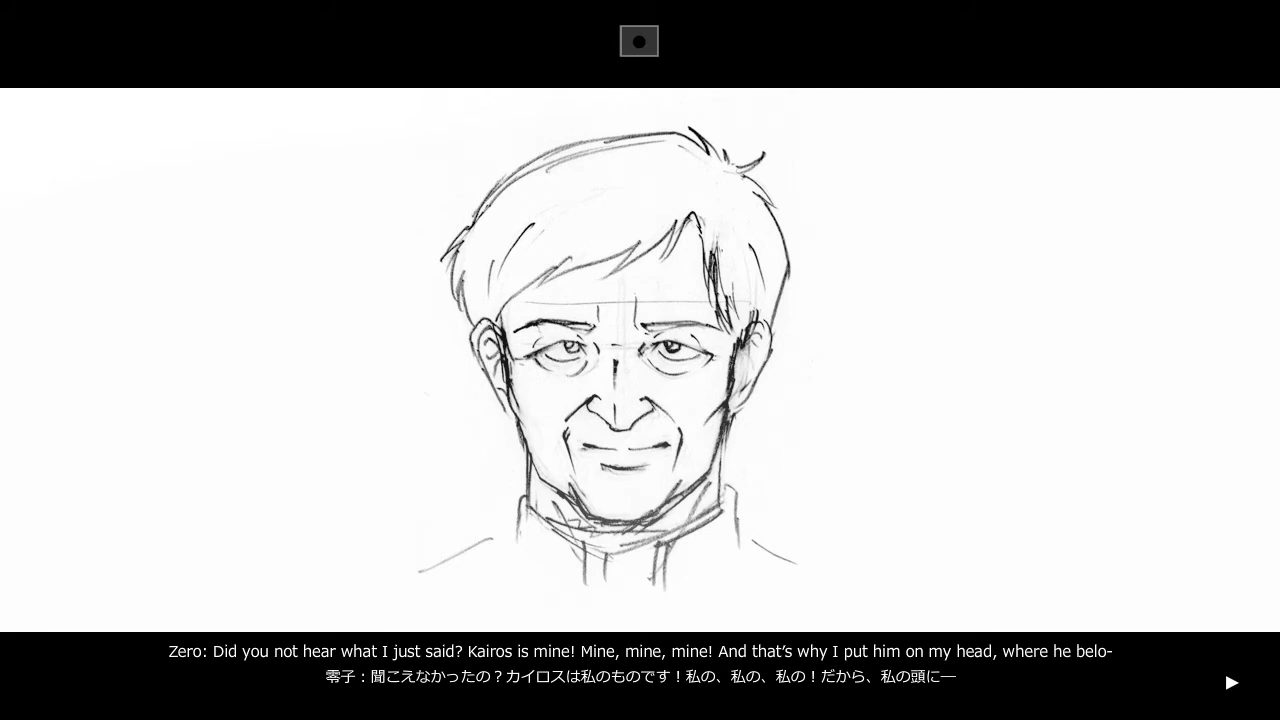 Zero: Did you not hear what I just said? Kairos is mine! Mine, mine, mine! And that’s why I put him on my head, where he belo-
零子：聞こえなかったの？カイロスは私のものです！私の、私の、私の！だから、私の頭に―